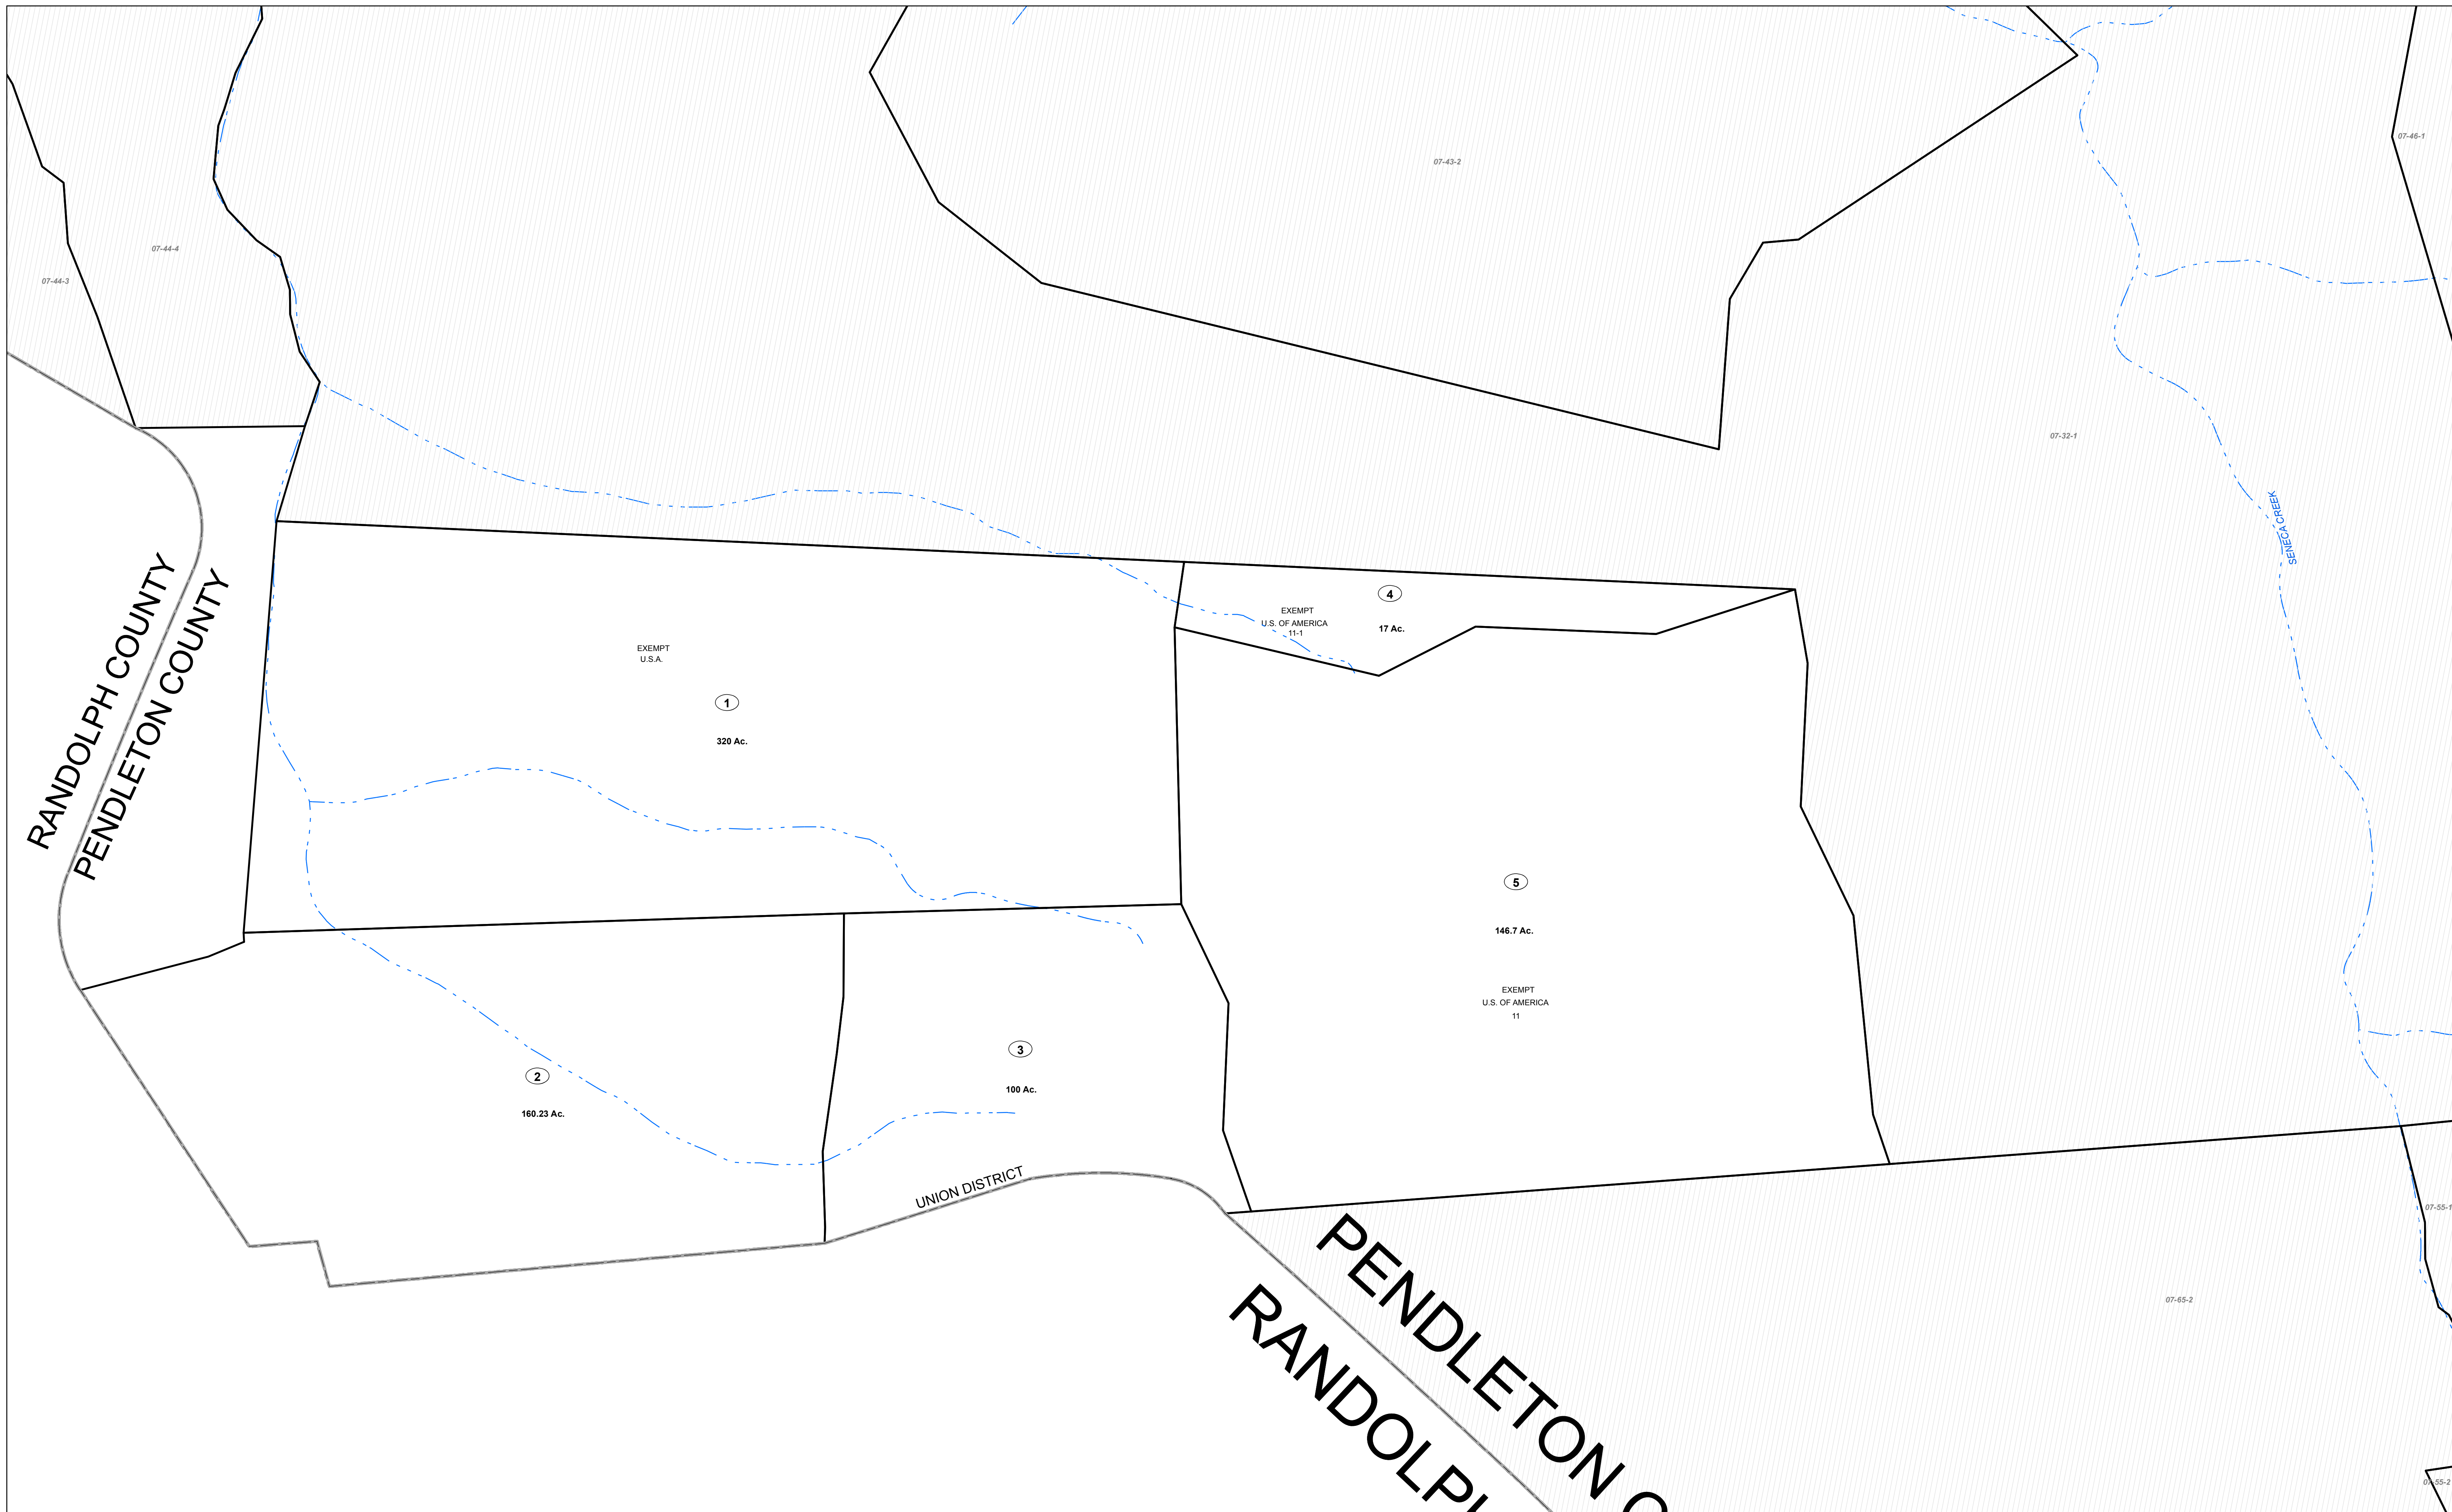 07-46-1
07-43-2
07-44-4
07-44-3
07-32-1
SENECA CREEK
RANDOLPH COUNTY
PENDLETON COUNTY
4
EXEMPT
U.S. OF AMERICA
11-1
17 Ac.
EXEMPT
U.S.A.
1
320 Ac.
5
146.7 Ac.
EXEMPT
U.S. OF AMERICA
11
3
100 Ac.
2
160.23 Ac.
UNION DISTRICT
07-55-1
PENDLETON C
RANDOLPH
07-65-2
07-55-2